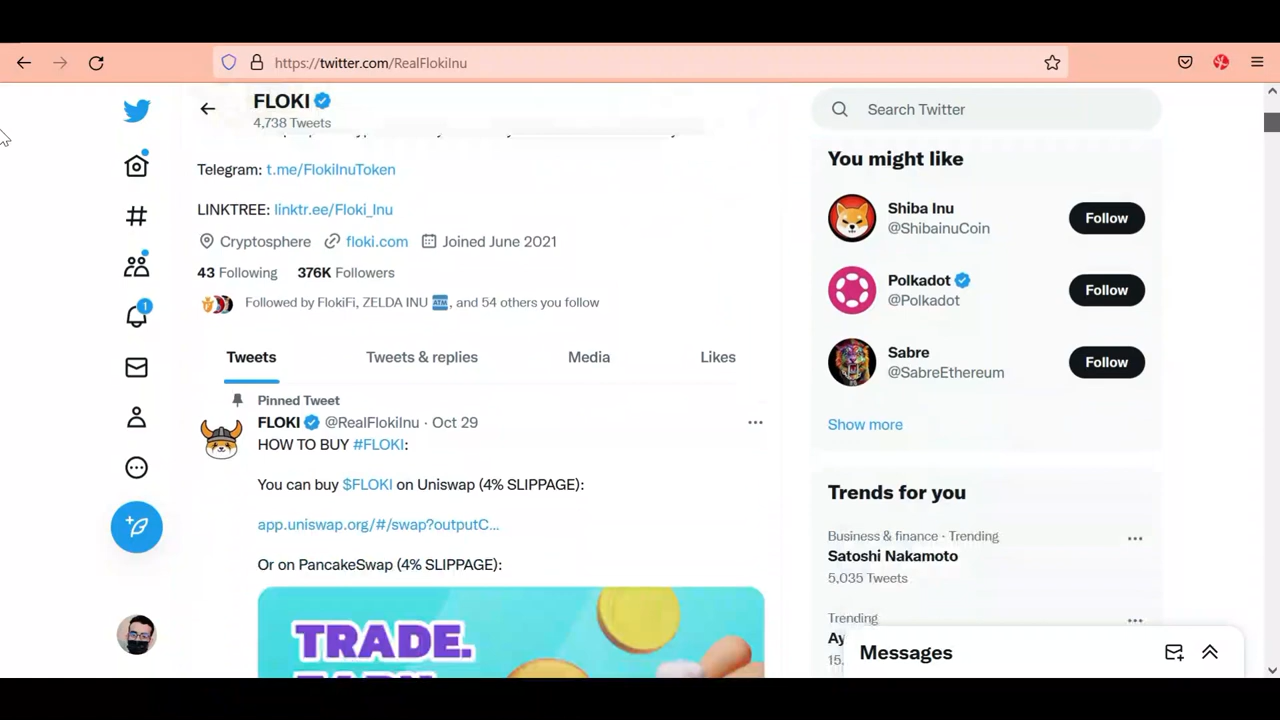 https://twitter.com/RealFlokiInu
FLOKI
4,738 Tweets
Telegram: t.me/FlokiInuToken
LINKTREE: linktr.ee/Floki_Inu
Cryptosphere floki.com Joined June 2021
43 Following 376K Followers
Followed by FlokiFi, ZELDA INU ATM, and 54 others you follow
Tweets Tweets & replies Media Likes
Pinned Tweet
FLOKI @RealFlokiInu · Oct 29
HOW TO BUY #FLOKI:
You can buy $FLOKI on Uniswap (4% SLIPPAGE):
app.uniswap.org/#/swap?outputC...
Or on PancakeSwap (4% SLIPPAGE):
TRADE.
1
Search Twitter
You might like
Shiba Inu
@ShibainuCoin
Follow
Polkadot
@Polkadot
Follow
Sabre
@SabreEthereum
Follow
Show more
Trends for you
Business & finance · Trending
Satoshi Nakamoto
5,035 Tweets
Trending
Messages